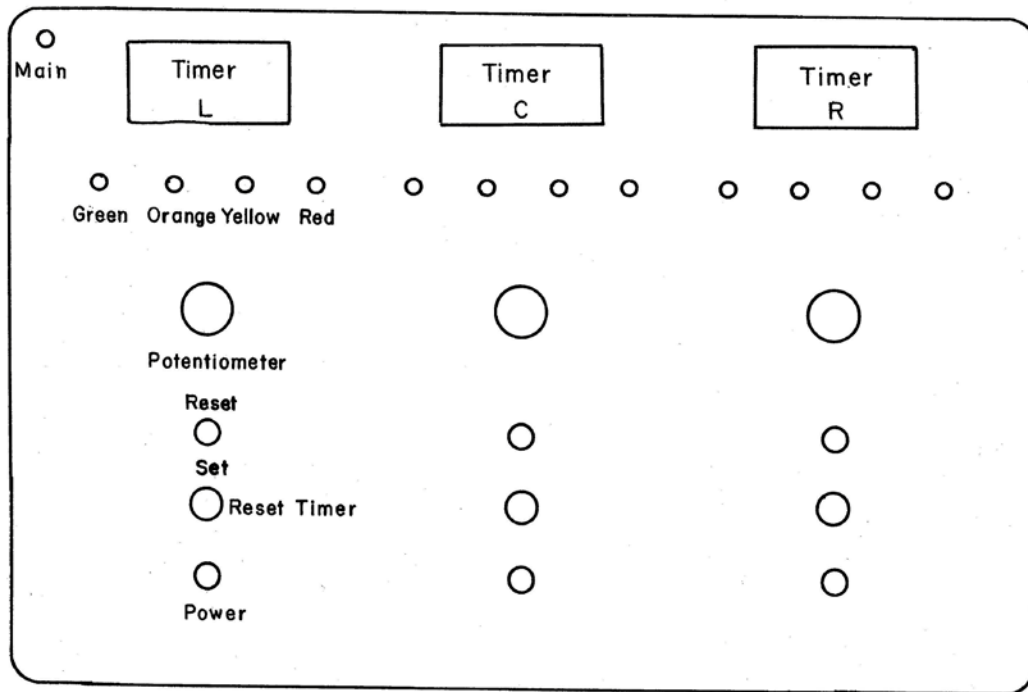 Main
Timer
L
Timer
C
Timer
R
Green Orange Yellow Red
Potentiometer
Reset
Set
Reset Timer
Power